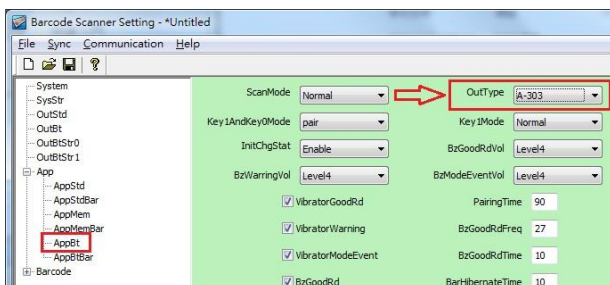 Barcode Scanner Setting - *Untitled
File Sync Communication Help
System
SysStr
OutStd
OutBt
OutBtStr0
OutBtStr1
App
AppStd
AppStdBar
AppMem
AppMemBar
AppBt
AppBtBar
Barcode
ScanMode Normal OutType A-303
Key1AndKey0Mode pair Key1Mode Normal
InitChgStat Enable BzGoodRdVol Level4
BzWarringVol Level4 BzModeEventVol Level4
VibratorGoodRd PairingTime 90
VibratorWarning BzGoodRdFreq 27
VibratorModeEvent BzGoodRdTime 10
BzGoodRd BarHibernateTime 10